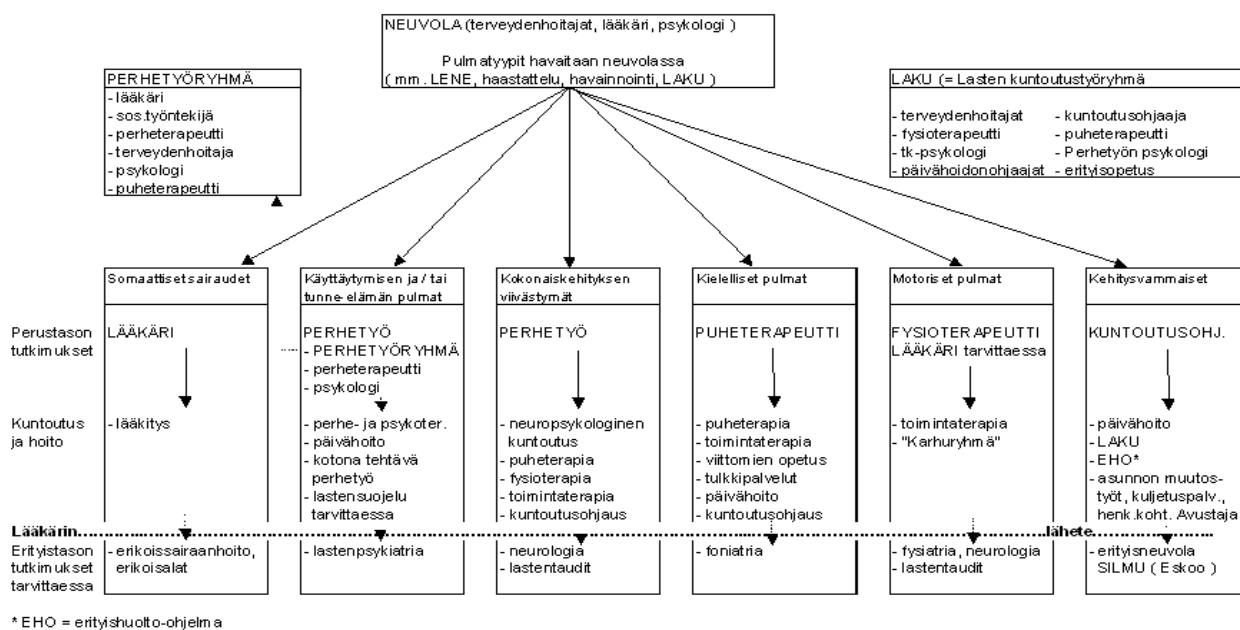 NEUVOLA (terveydenhoitajat, lääkäri, psykologi )
Pulmatyypit havaitaan neuvolassa
( mm. LENE, haastattelu, havainnointi, LAKU )
PERHETYÖRYHMÄ
- lääkäri
- sos.työntekijä
- perheterapeutti
- terveydenhoitaja
- psykologi
- puheterapeutti
LAKU (= Lasten kuntoutustyöryhmä
- terveydenhoitajat - kuntoutusohjaaja
- fysioterapeutti - puheterapeutti
- tk-psykologi - Perhetyön psykologi
- päivähoidonohjaajat - erityisopetus
Somaattiset sairaudet
Käyttäytymisen ja / tai
tunne-elämän pulmat
Kokonaiskehityksen
viivästymät
Kielelliset pulmat
Motoriset pulmat
Kehitysvammaiset
Perustason
tutkimukset
LÄÄKÄRI
PERHETYÖ
- PERHETYÖRYHMÄ
- perheterapeutti
- psykologi
PERHETYÖ
PUHETERAPEUTTI
FYSIOTERAPEUTTI
LÄÄKÄRI tarvittaessa
KUNTOUTUSOHJ.
Kuntoutus
ja hoito
- lääkitys
- perhe- ja psykoter.
- päivähoito
- kotona tehtävä
perhetyö
- lastensuojelu
tarvittaessa
- neuropsykologinen
kuntoutus
- puheterapia
- fysioterapia
- toimintaterapia
- kuntoutusohjaus
- puheterapia
- toimintaterapia
- viittomien opetus
- tulkkipalvelut
- päivähoito
- kuntoutusohjaus
- toimintaterapia
- "Karhuryhmä"
- päivähoito
- LAKU
- EHO*
- asunnon muutos-
työt, kuljetuspalv.,
henk.koht. Avustaja
Lääkärin lähete
Erityistason
tutkimukset
tarvittaessa
- erikoissairaanhoito,
erikoisalat
- lastenpsykiatria
- neurologia
- lastentaudit
- foniatria
- fysiatria, neurologia
- lastentaudit
- erityisneuvola
SILMU ( Eskoo )
* EHO = erityishuolto-ohjelma